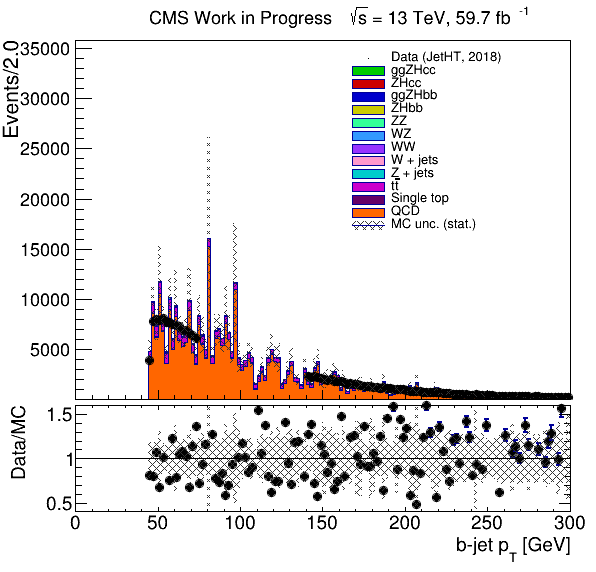 CMS Work in Progress √s = 13 TeV, 59.7 fb⁻¹
Events/2.0
35000
30000
25000
20000
15000
10000
5000
Data (JetHT, 2018)
ggZHcc
ZHcc
ggZHbb
ZHbb
ZZ
WZ
WW
W + jets
Z + jets
tt̅
Single top
QCD
MC unc. (stat.)
Data/MC
1.5
1
0.5
0 50 100 150 200 250 300
b-jet p_T [GeV]